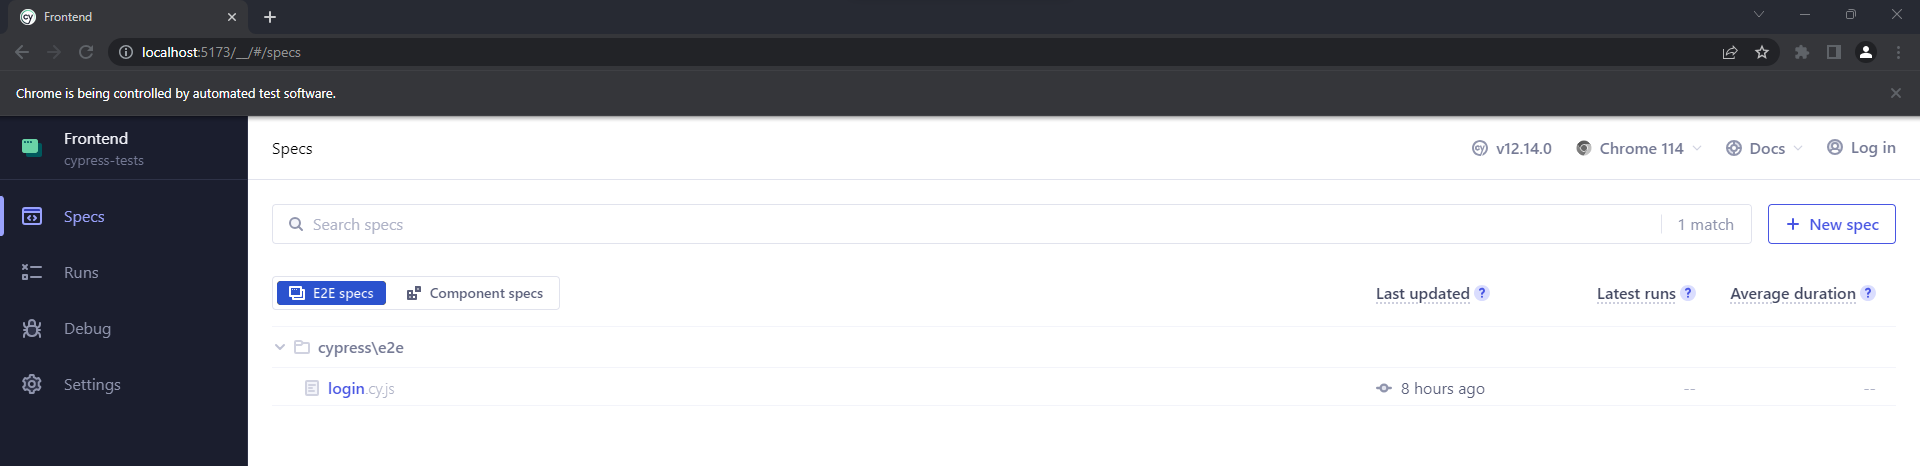 Frontend
localhost:5173/__/#/specs
Chrome is being controlled by automated test software.
Frontend
cypress-tests
Specs
Runs
Debug
Settings
Specs
cy v12.14.0 Chrome 114 Docs Log in
Search specs 1 match + New spec
E2E specs Component specs Last updated ? Latest runs ? Average duration ?
cypress\e2e
login.cy.js 8 hours ago -- --